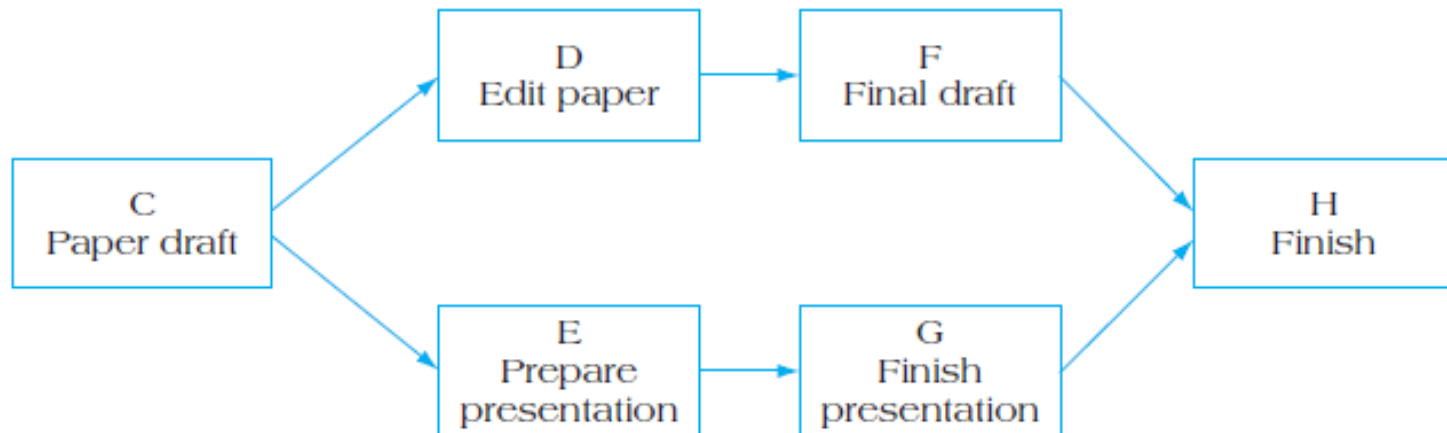 D
Edit paper
F
Final draft
C
Paper draft
H
Finish
E
Prepare
presentation
G
Finish
presentation